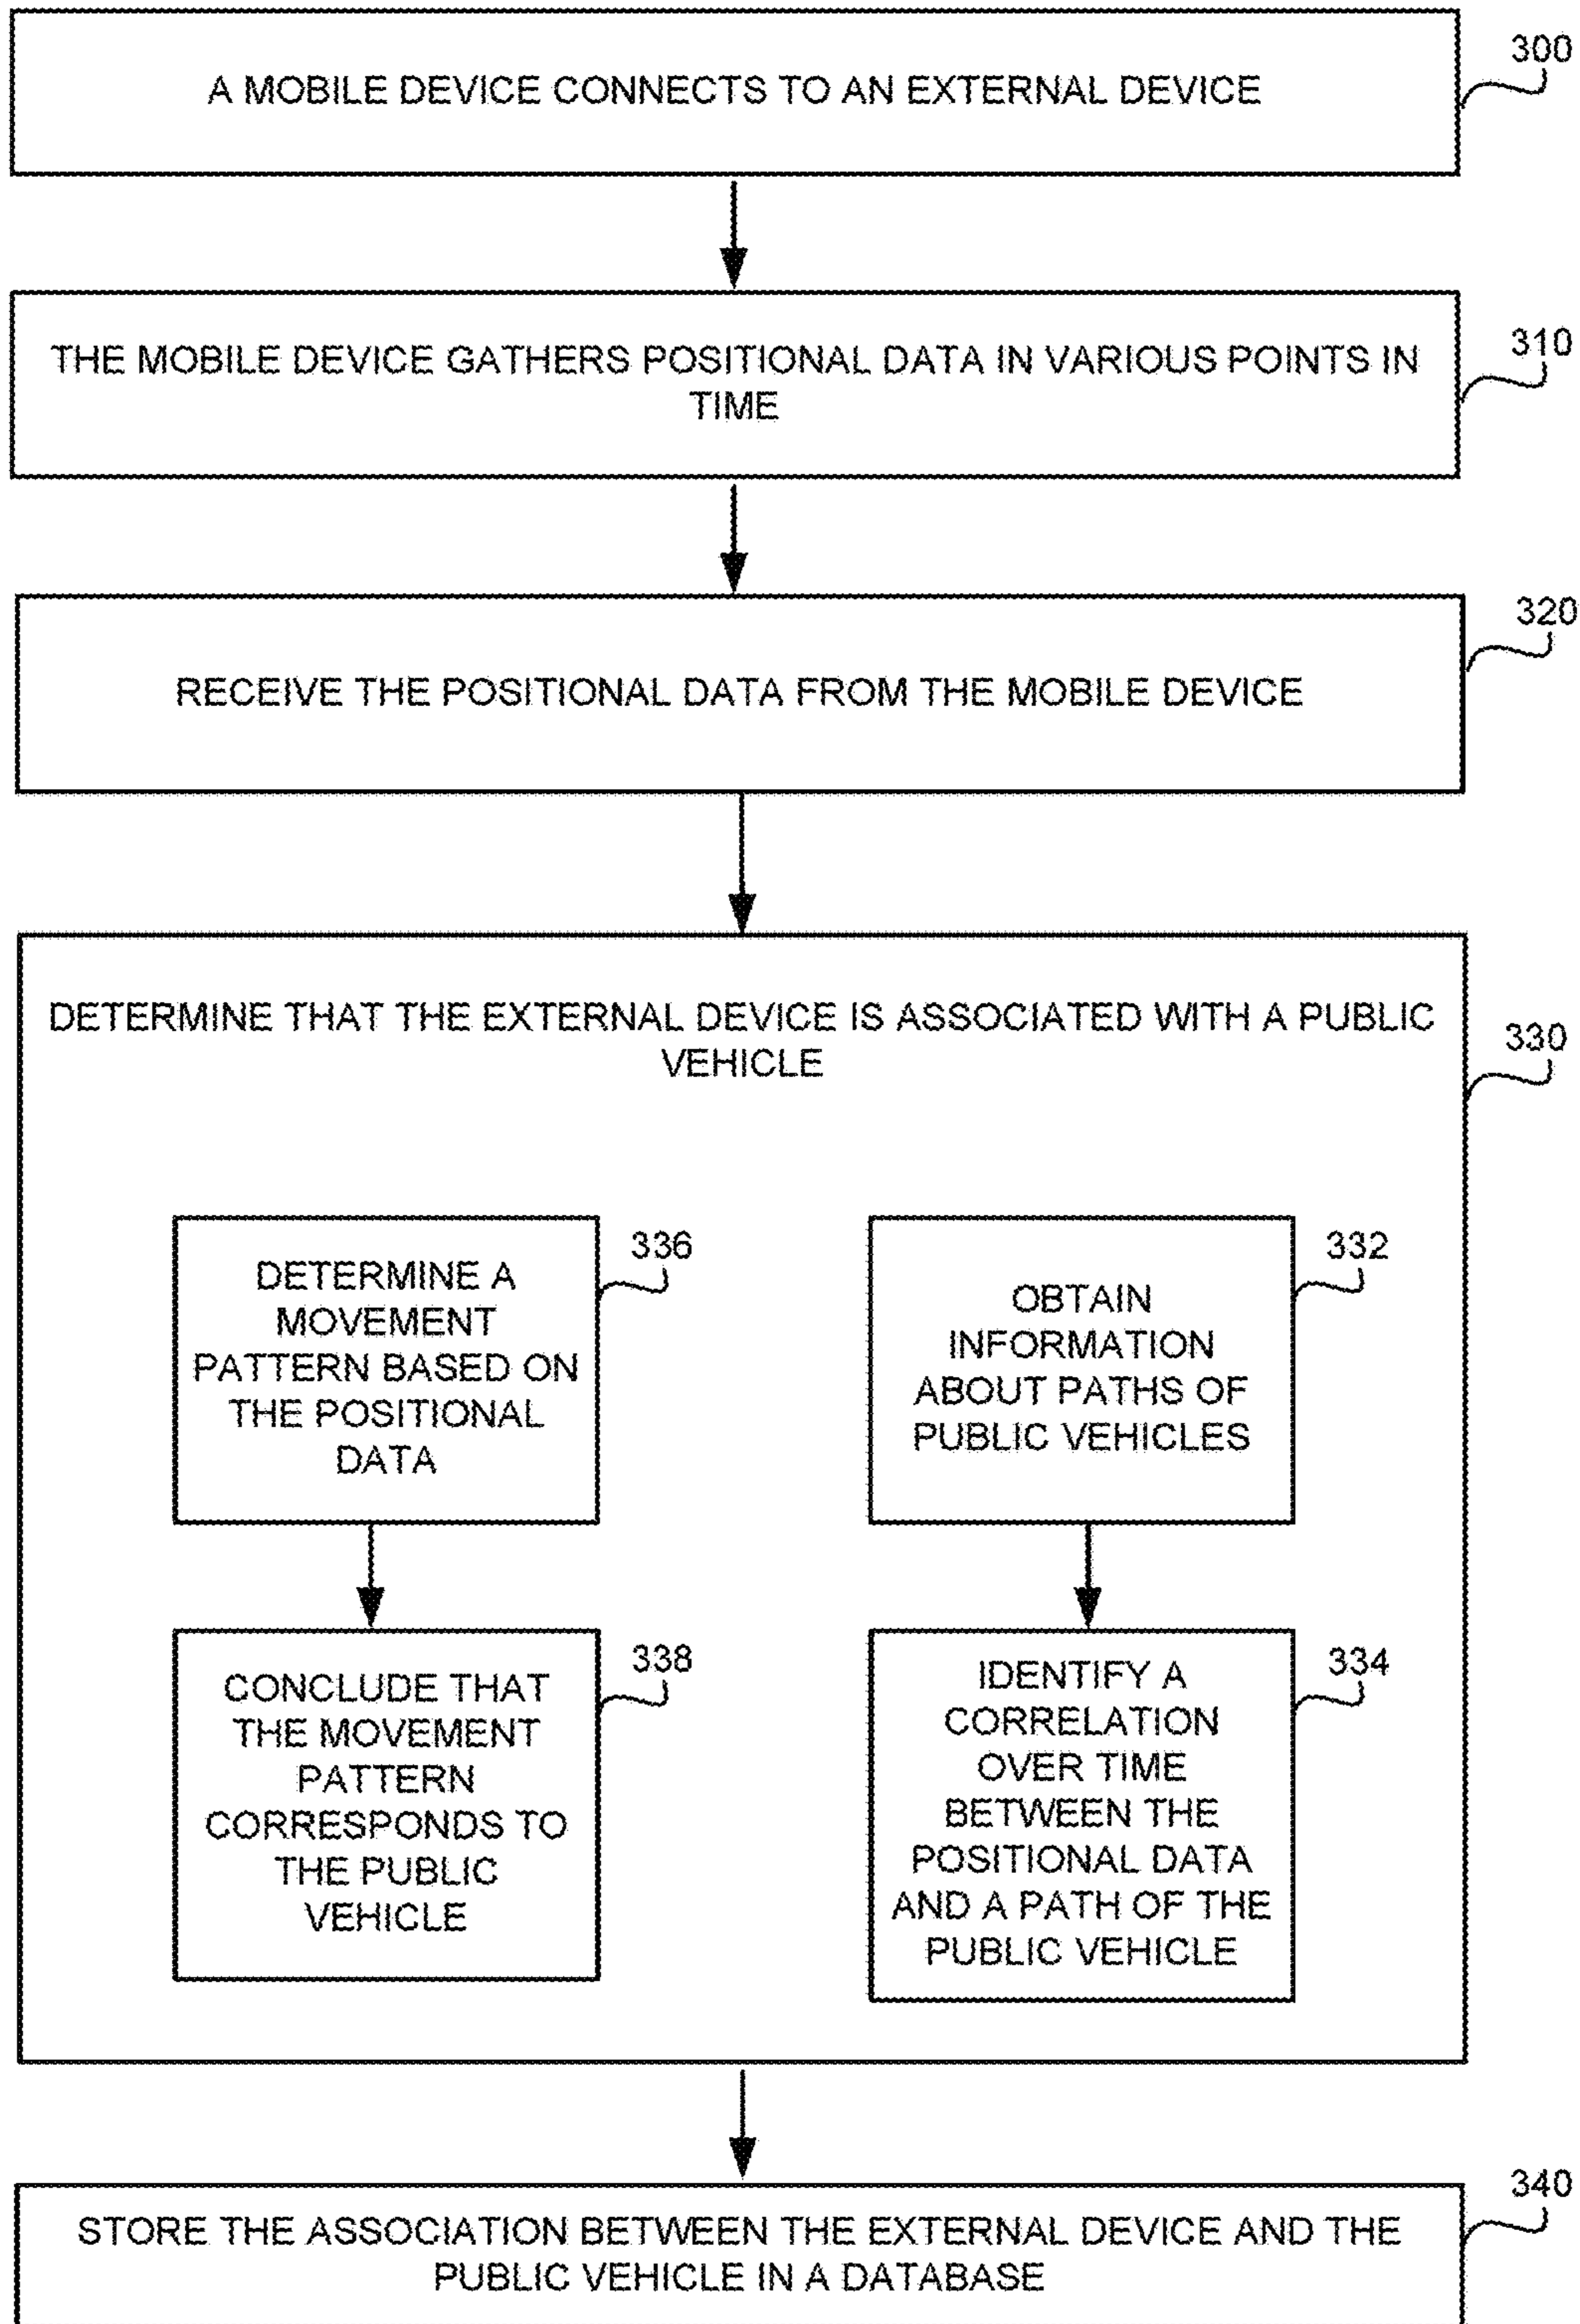 300
A MOBILE DEVICE CONNECTS TO AN EXTERNAL DEVICE
310
THE MOBILE DEVICE GATHERS POSITIONAL DATA IN VARIOUS POINTS IN
TIME
320
RECEIVE THE POSITIONAL DATA FROM THE MOBILE DEVICE
DETERMINE THAT THE EXTERNAL DEVICE IS ASSOCIATED WITH A PUBLIC
VEHICLE
330
336
DETERMINE A
MOVEMENT
PATTERN BASED ON
THE POSITIONAL
DATA
332
OBTAIN
INFORMATION
ABOUT PATHS OF
PUBLIC VEHICLES
338
CONCLUDE THAT
THE MOVEMENT
PATTERN
CORRESPONDS TO
THE PUBLIC
VEHICLE
334
IDENTIFY A
CORRELATION
OVER TIME
BETWEEN THE
POSITIONAL DATA
AND A PATH OF THE
PUBLIC VEHICLE
340
STORE THE ASSOCIATION BETWEEN THE EXTERNAL DEVICE AND THE
PUBLIC VEHICLE IN A DATABASE